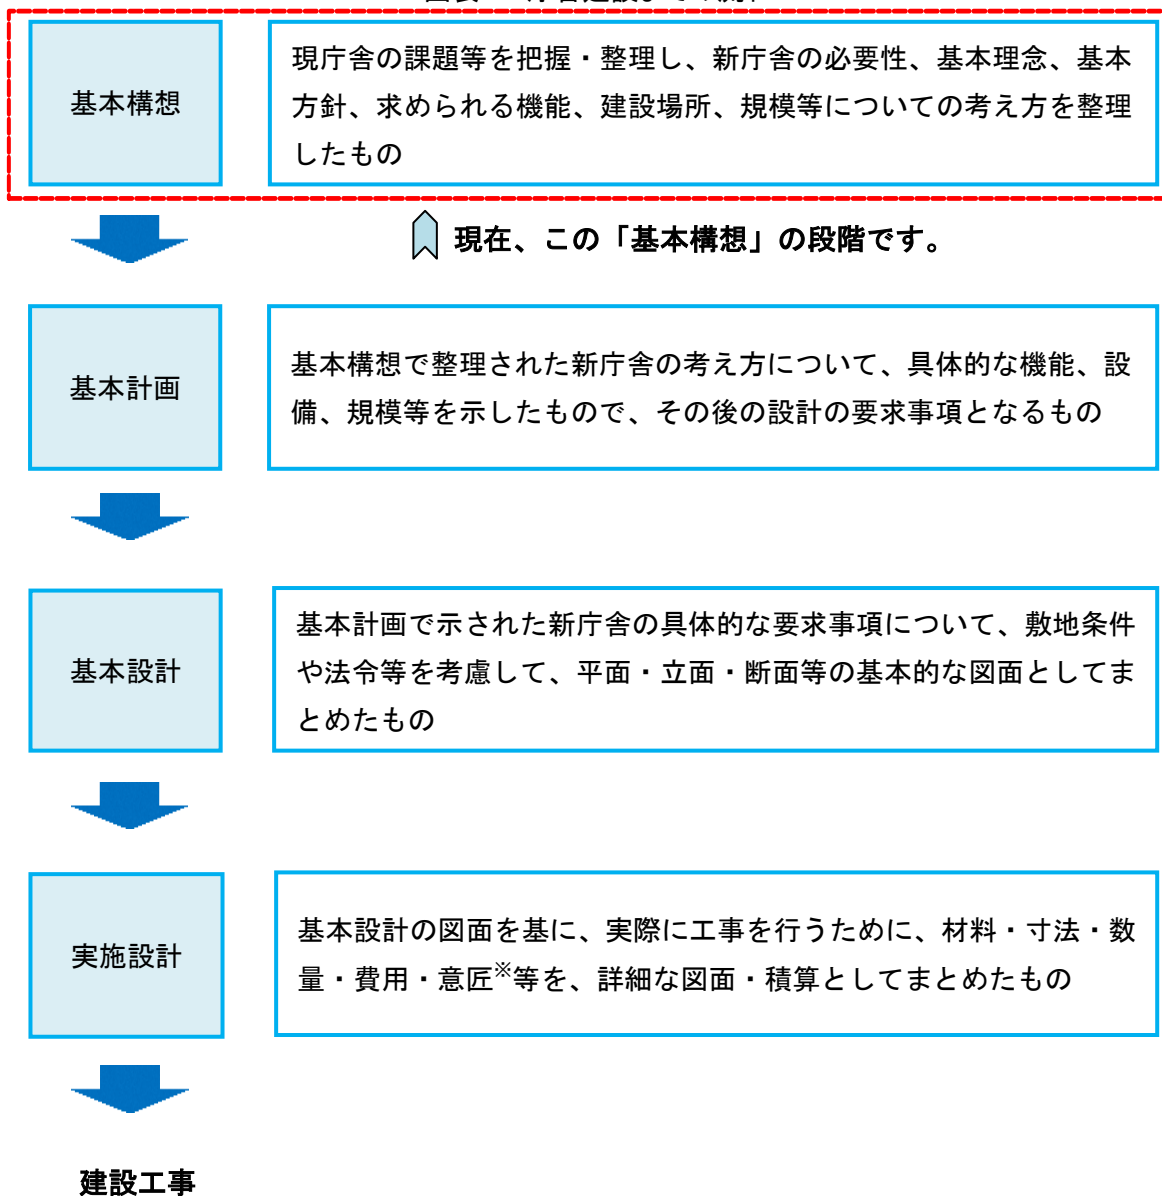 基本構想
現庁舎の課題等を把握・整理し、新庁舎の必要性、基本理念、基本
方針、求められる機能、建設場所、規模等についての考え方を整理
したもの
現在、この「基本構想」の段階です。
基本計画
基本構想で整理された新庁舎の考え方について、具体的な機能、設
備、規模等を示したもので、その後の設計の要求事項となるもの
基本設計
基本計画で示された新庁舎の具体的な要求事項について、敷地条件
や法令等を考慮して、平面・立面・断面等の基本的な図面としてま
とめたもの
実施設計
基本設計の図面を基に、実際に工事を行うために、材料・寸法・数
量・費用・意匠※等を、詳細な図面・積算としてまとめたもの
建設工事